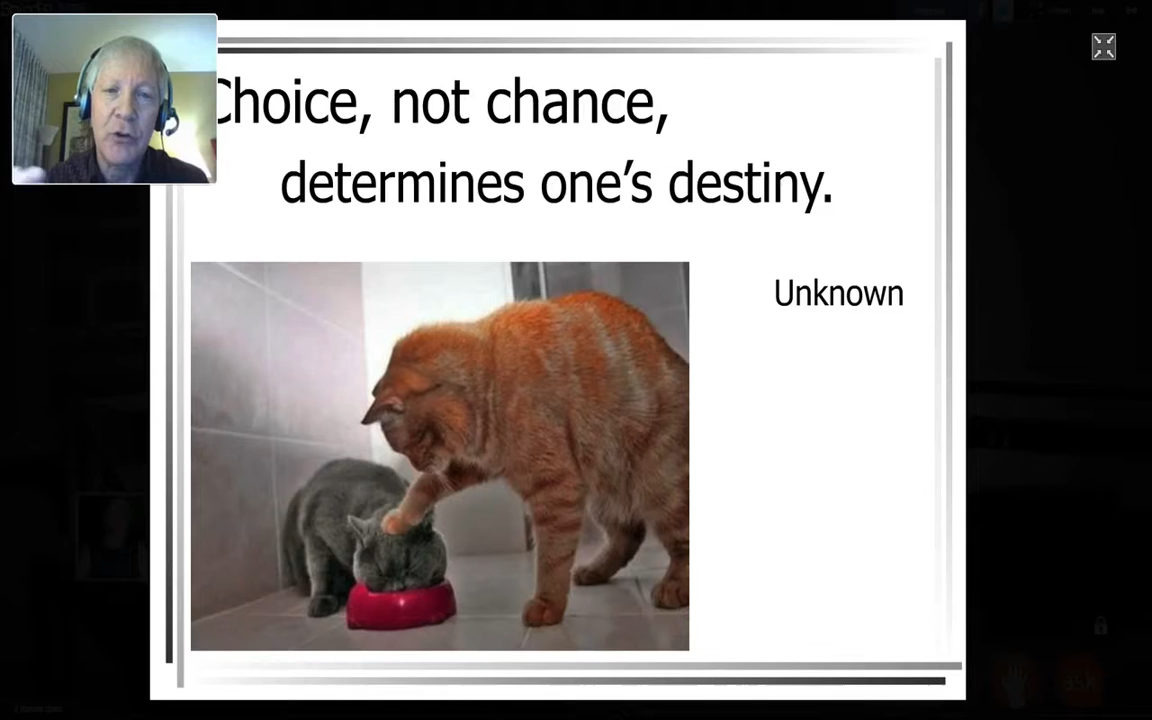 Choice, not chance,
determines one’s destiny.
Unknown